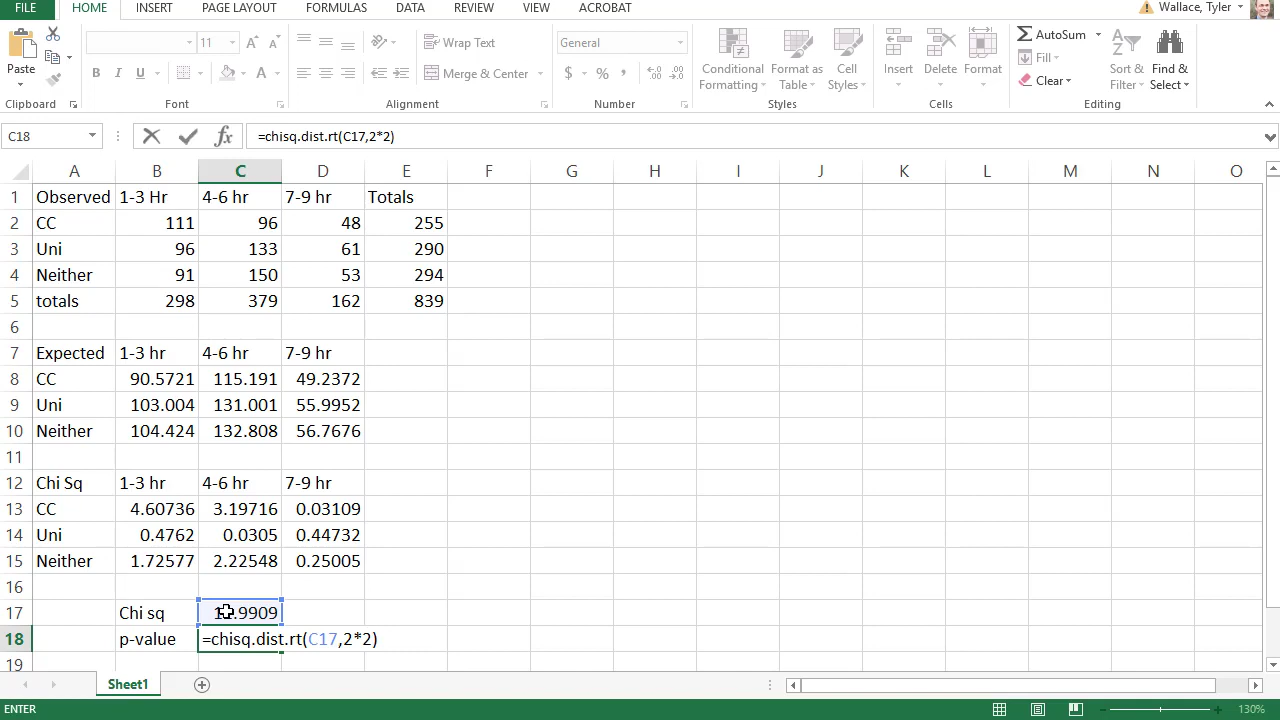 FILE HOME INSERT PAGE LAYOUT FORMULAS DATA REVIEW VIEW ACROBAT Wallace, Tyler
Paste 11 A A Wrap Text General AutoSum
B I U A Merge & Center $ % , Fill
Conditional Formatting Format as Table Cell Styles Insert Delete Format Clear Sort & Filter Find & Select
Clipboard Font Alignment Number Styles Cells Editing
C18 fx =chisq.dist.rt(C17,2*2)
A B C D E F G H I J K L M N O
1 Observed 1-3 Hr 4-6 hr 7-9 hr Totals
2 CC 111 96 48 255
3 Uni 96 133 61 290
4 Neither 91 150 53 294
5 totals 298 379 162 839
6
7 Expected 1-3 hr 4-6 hr 7-9 hr
8 CC 90.5721 115.191 49.2372
9 Uni 103.004 131.001 55.9952
10 Neither 104.424 132.808 56.7676
11
12 Chi Sq 1-3 hr 4-6 hr 7-9 hr
13 CC 4.60736 3.19716 0.03109
14 Uni 0.4762 0.0305 0.44732
15 Neither 1.72577 2.22548 0.25005
16
17 Chi sq
18 p-value =chisq.dist.rt(C17,2*2)
19
Sheet1
ENTER 130%